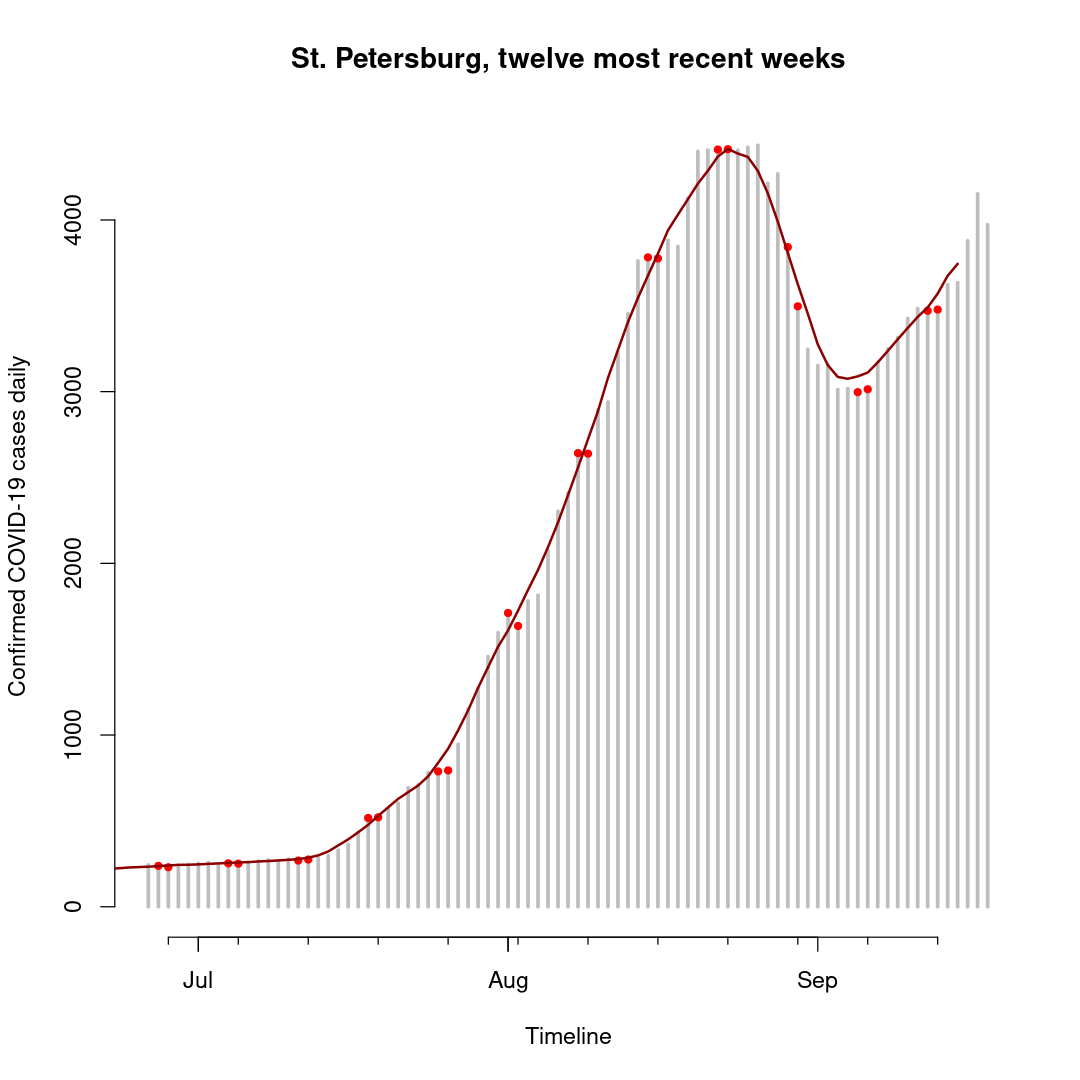 St. Petersburg, twelve most recent weeks
Confirmed COVID-19 cases daily
4000
3000
2000
1000
0
Jul Aug Sep
Timeline